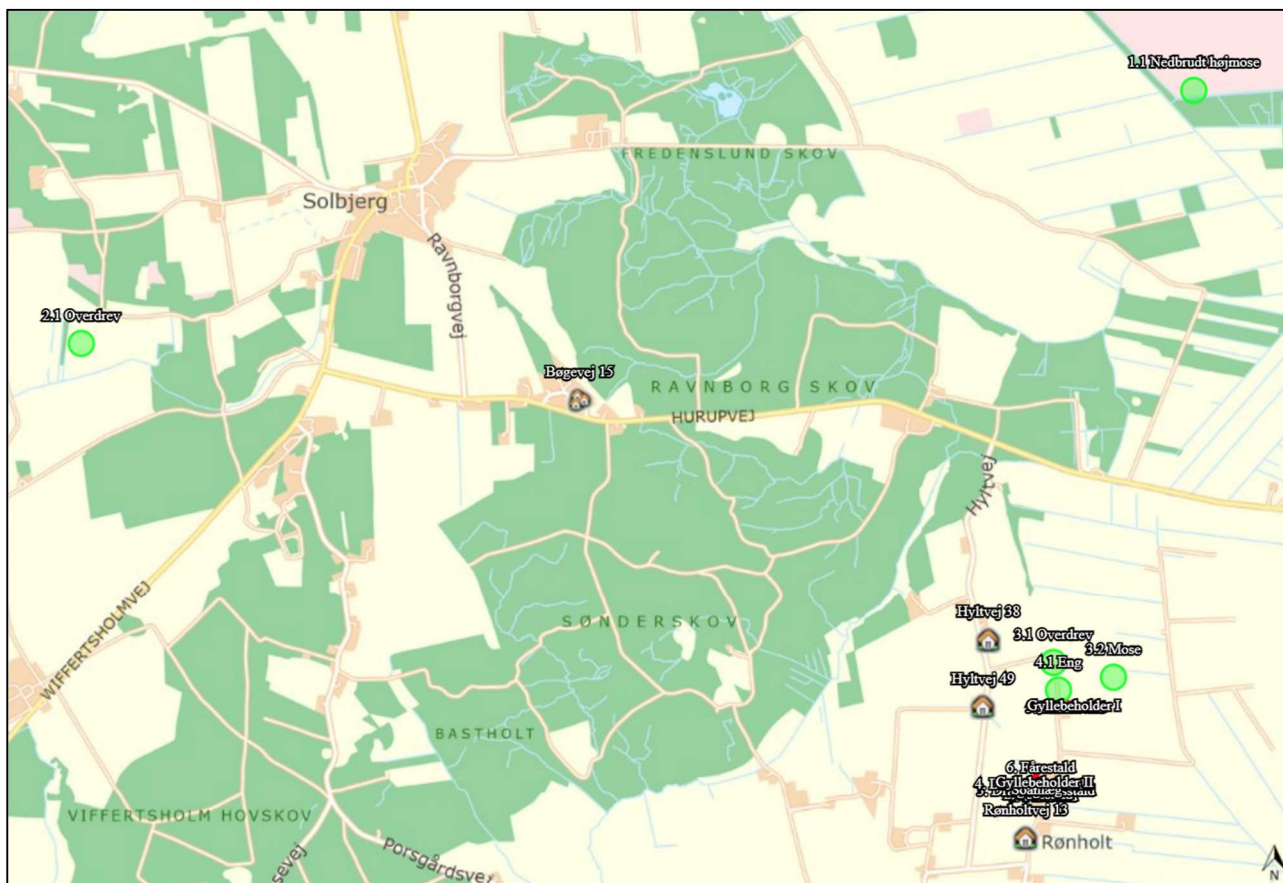 1.1 Nedbrudt højmose
FREDENSLUND SKOV
Solbjerg
Ravnborgvej
2.1 Overdrev
Bøgevej 15
RAVNBORG SKOV
HURUPVEJ
Hyltvej
WIFFERTSHOLMVEJ
SØNDERSKOV
Hyltvej 38
3.1 Overdrev
3.2 Mose
4.1 Eng
Hyltvej 49
Gyllebeholder I
BASTHOLT
6. Fårestald
4.
Gyllebeholder II
Rønholtvej 13
VIFFERTSHOLM HOVSKOV
Porsgårdsvej
sevej
Rønholt
N